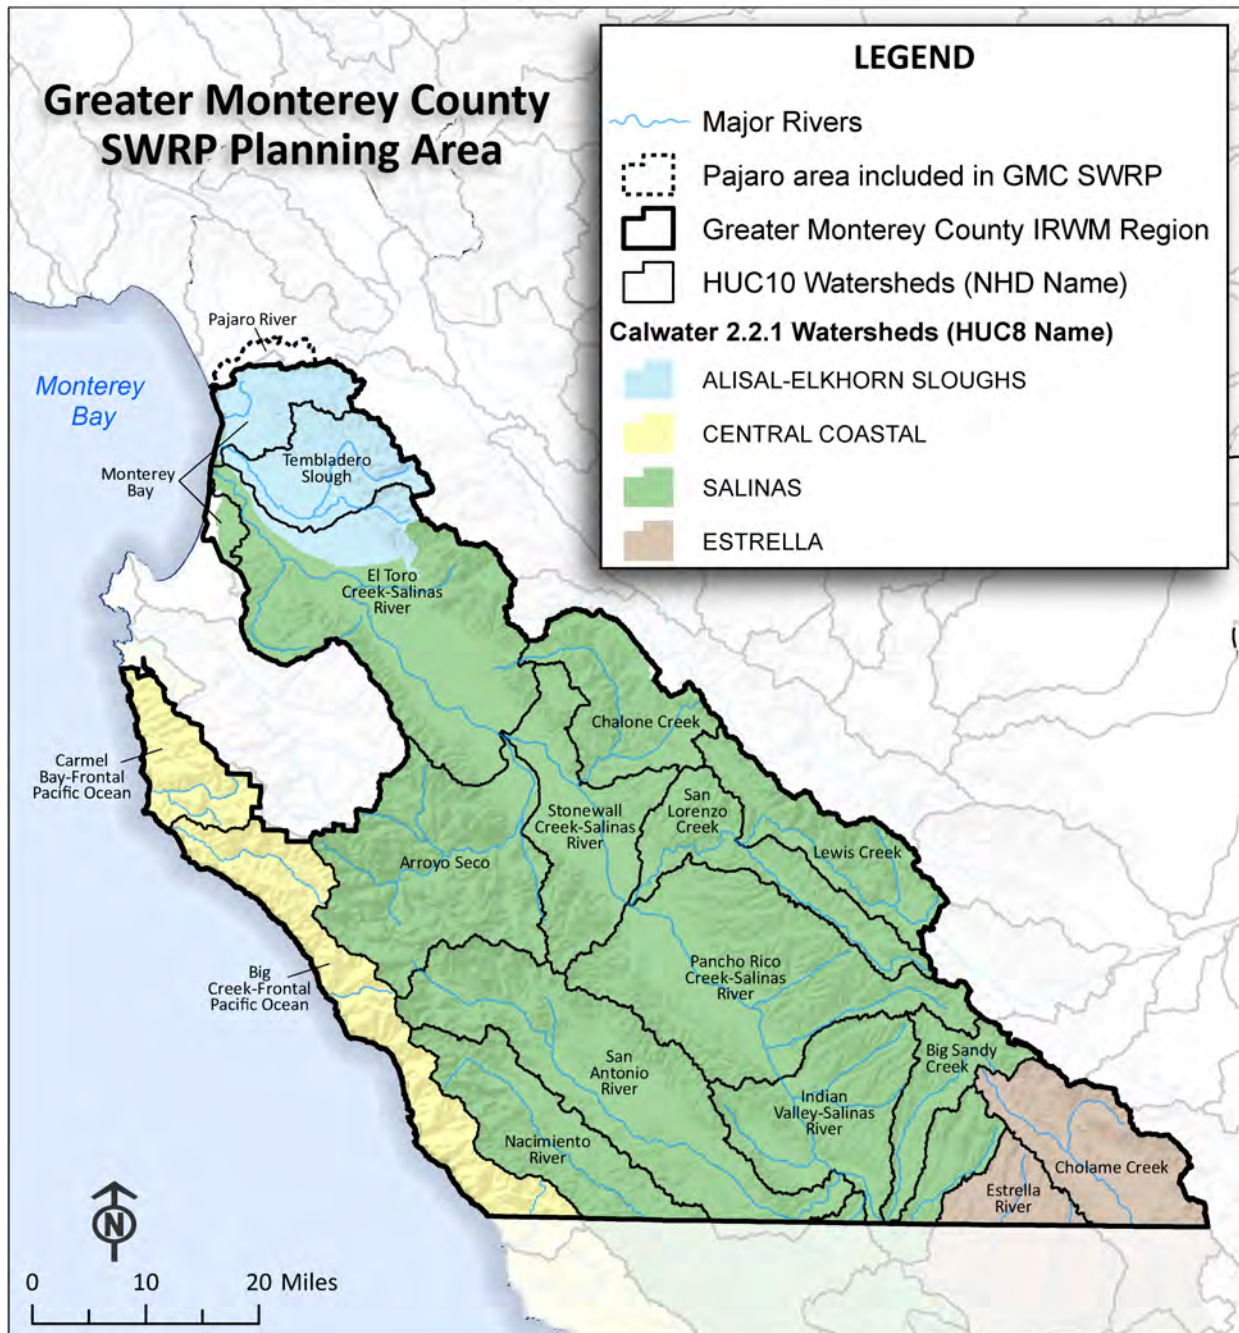 Greater Monterey County
SWRP Planning Area
LEGEND
Major Rivers
Pajaro area included in GMC SWRP
Greater Monterey County IRWM Region
HUC10 Watersheds (NHD Name)
Calwater 2.2.1 Watersheds (HUC8 Name)
ALISAL-ELKHORN SLOUGHS
CENTRAL COASTAL
SALINAS
ESTRELLA
Pajaro River
Monterey
Bay
Tembladero
Slough
Monterey
Bay
El Toro
Creek-Salinas
River
Chalone Creek
Carmel
Bay-Frontal
Pacific Ocean
Stonewall
Creek-Salinas
River
San
Lorenzo
Creek
Lewis Creek
Arroyo Seco
Big
Creek-Frontal
Pacific Ocean
Pancho Rico
Creek-Salinas
River
San
Antonio
River
Big Sandy
Creek
Indian
Valley-Salinas
River
Nacimiento
River
Cholame Creek
Estrella
River
N
0 10 20 Miles